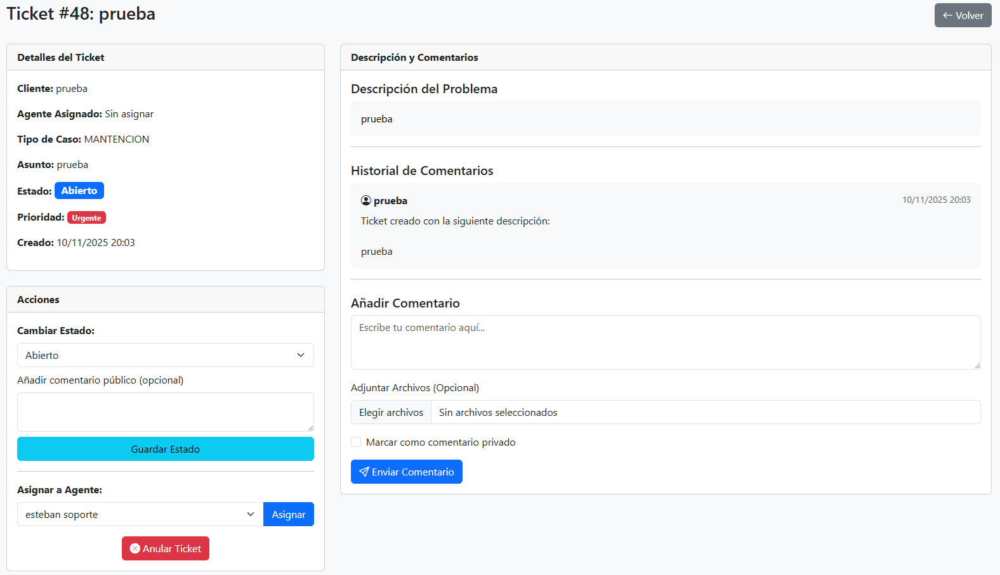 Ticket #48: prueba
Volver
Detalles del Ticket
Cliente: prueba
Agente Asignado: Sin asignar
Tipo de Caso: MANTENCION
Asunto: prueba
Estado: Abierto
Prioridad: Urgente
Creado: 10/11/2025 20:03
Acciones
Cambiar Estado:
Abierto
Añadir comentario público (opcional)
Guardar Estado
Asignar a Agente:
esteban soporte
Asignar
Anular Ticket
Descripción y Comentarios
Descripción del Problema
prueba
Historial de Comentarios
prueba
10/11/2025 20:03
Ticket creado con la siguiente descripción:
prueba
Añadir Comentario
Escribe tu comentario aquí...
Adjuntar Archivos (Opcional)
Elegir archivos
Sin archivos seleccionados
Marcar como comentario privado
Enviar Comentario